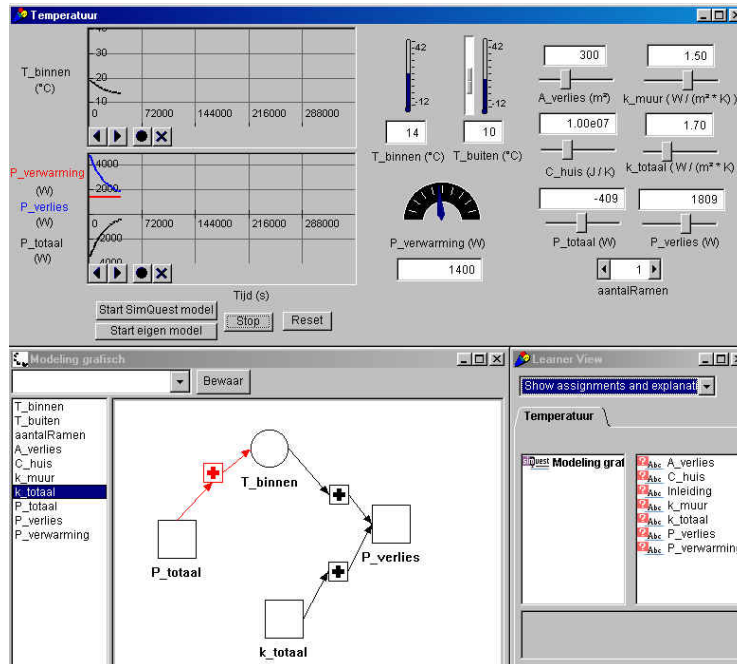 Temperatuur
T_binnen
(°C)
40
30
20
10
0 72000 144000 216000 288000
P_verwarming
(W)
P_verlies
(W)
P_totaal
(W)
4000
2000
0 72000 144000 216000 288000
-2000
-4000
Tijd (s)
Start SimQuest model
Start eigen model
Stop
Reset
42
-12
14
T_binnen (°C)
42
-12
10
T_buiten (°C)
P_verwarming (W)
1400
300
A_verlies (m²)
1.50
k_muur ( W / (m² * K) )
1.00e07
C_huis (J / K)
1.70
k_totaal ( W / (m² * K)
-409
P_totaal (W)
1809
P_verlies (W)
1
aantalRamen
Modeling grafisch
Bewaar
T_binnen
T_buiten
aantalRamen
A_verlies
C_huis
k_muur
k_totaal
P_totaal
P_verlies
P_verwarming
T_binnen
P_totaal
P_verlies
k_totaal
Learner View
Show assignments and explanati
Temperatuur
Modeling graf
A_verlies
C_huis
Inleiding
k_muur
k_totaal
P_verlies
P_verwarming